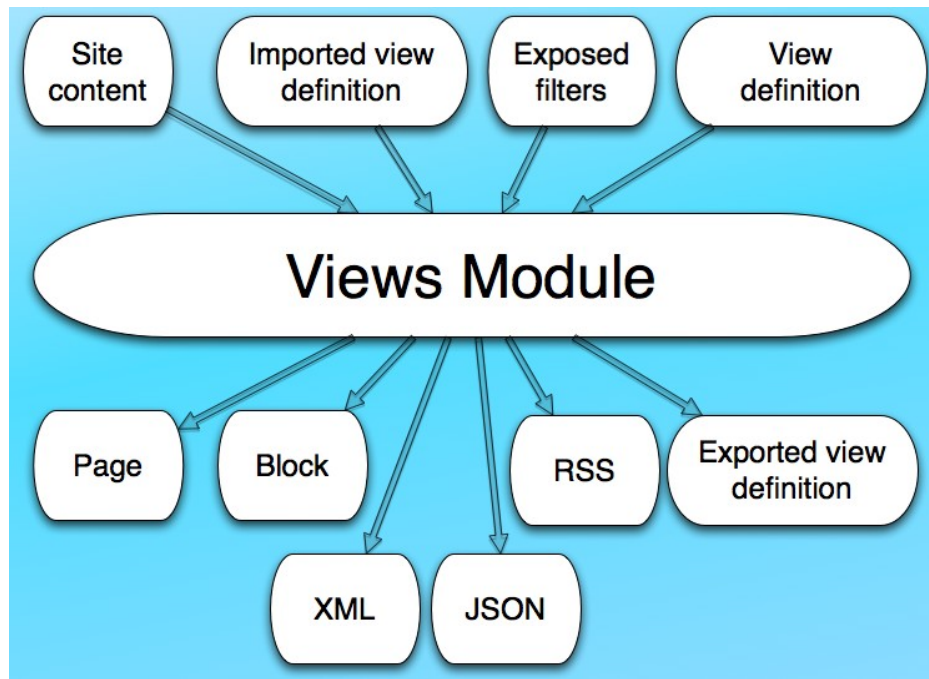 Site
content
Imported view
definition
Exposed
filters
View
definition
Views Module
Page
Block
RSS
Exported view
definition
XML
JSON